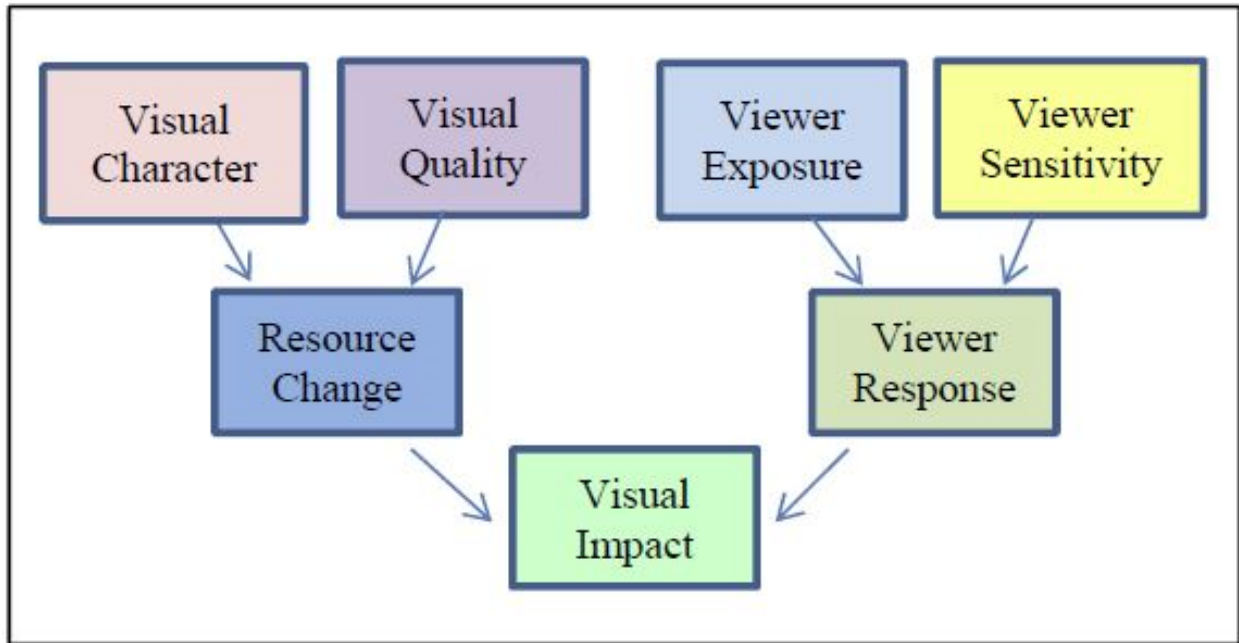 Visual
Character
Visual
Quality
Viewer
Exposure
Viewer
Sensitivity
Resource
Change
Viewer
Response
Visual
Impact